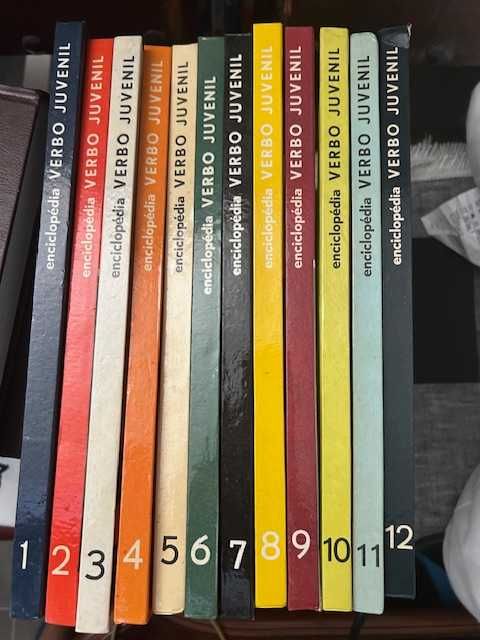 enciclopédia VERBO JUVENIL 1
enciclopédia VERBO JUVENIL 2
enciclopédia VERBO JUVENIL 3
enciclopédia VERBO JUVENIL 4
enciclopédia VERBO JUVENIL 5
enciclopédia VERBO JUVENIL 6
enciclopédia VERBO JUVENIL 7
enciclopédia VERBO JUVENIL 8
enciclopédia VERBO JUVENIL 9
enciclopédia VERBO JUVENIL 10
enciclopédia VERBO JUVENIL 11
enciclopédia VERBO JUVENIL 12